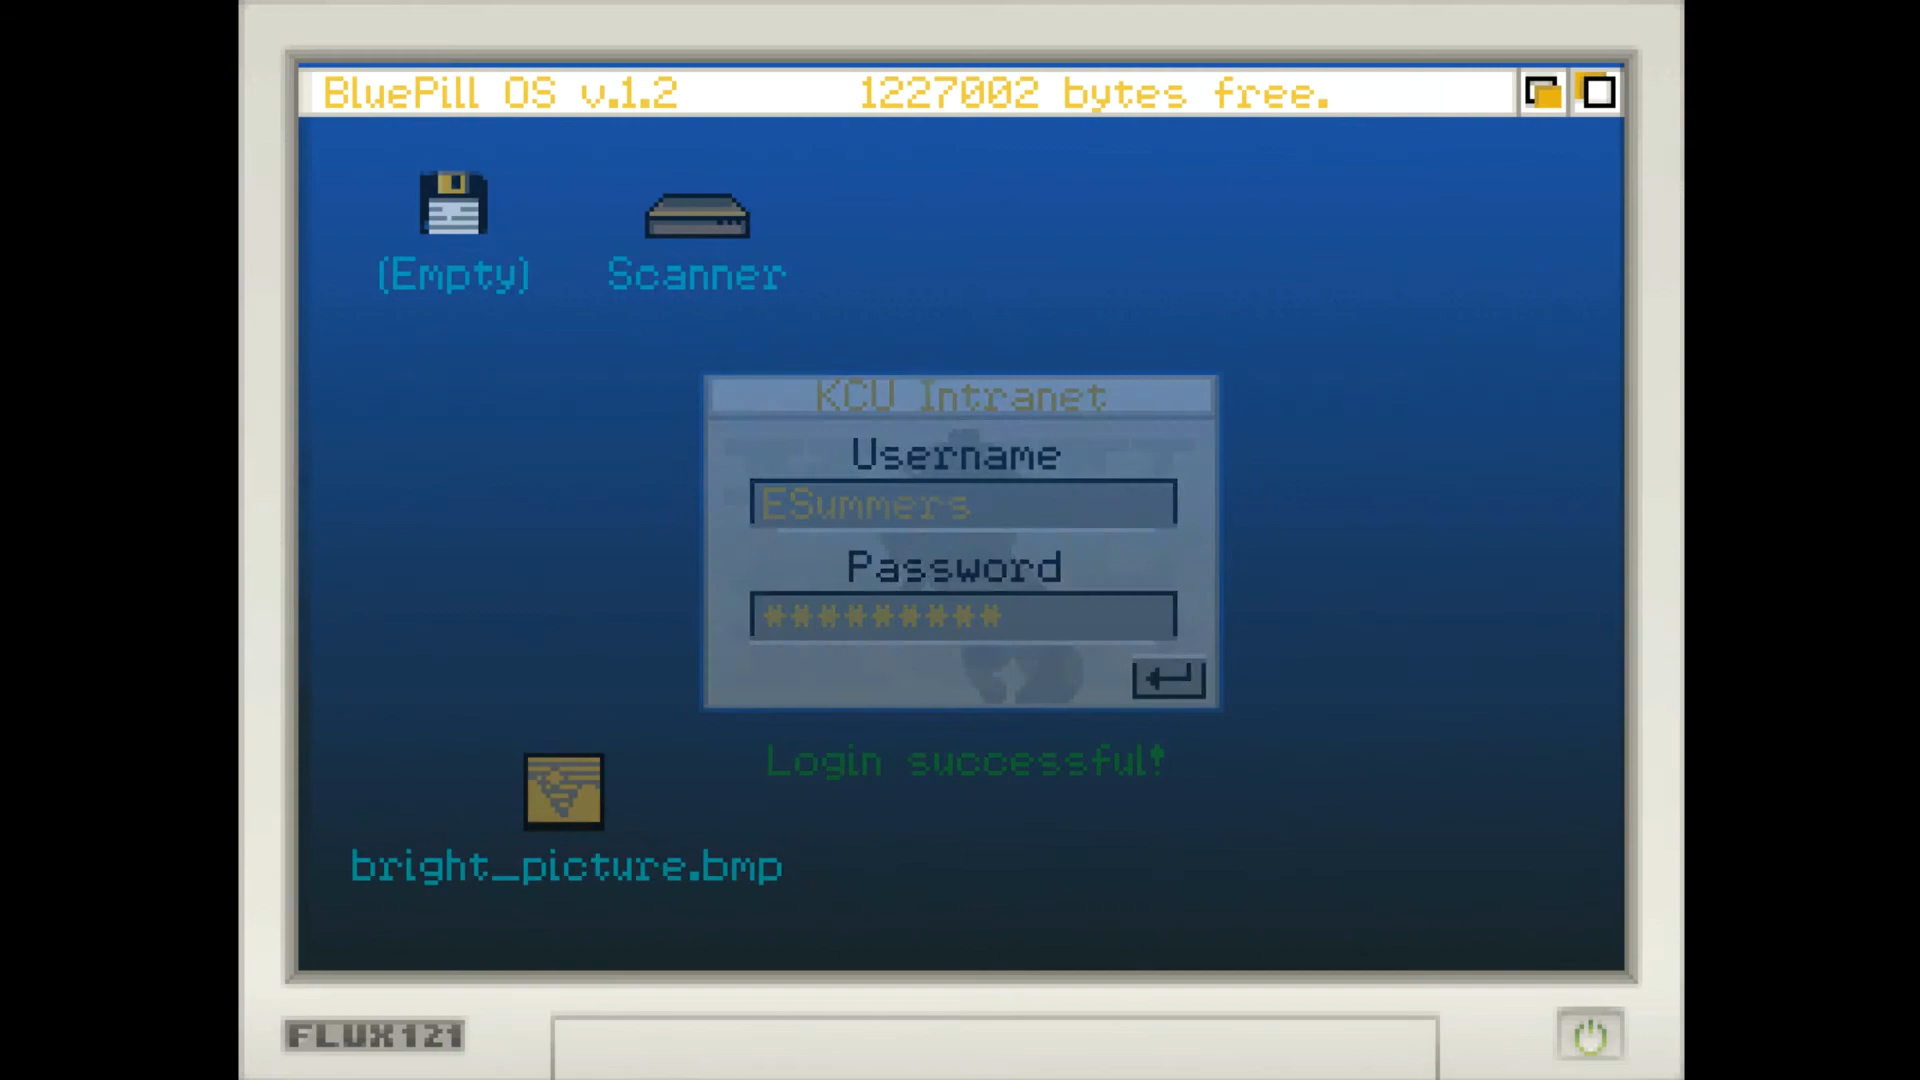 BluePill OS v.1.2 1227002 bytes free.
(Empty) Scanner
KCU Intranet
Username
ESummers
Password
*********
Login successful!
bright_picture.bmp
FLUX121